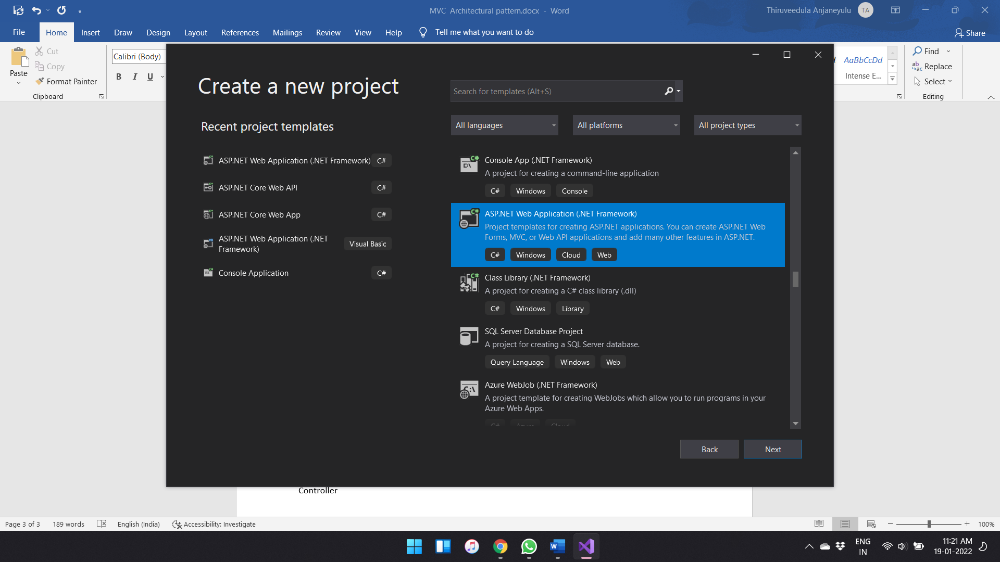 MVC Architectural pattern.docx - Word
Thiruveedula Anjaneyulu
TA
File Home Insert Draw Design Layout References Mailings Review View Help Tell me what you want to do
Share
Paste
Cut
Copy
Format Painter
Clipboard
Calibri (Body)
B I U
AaBbCcDd
Intense E...
Find
Replace
Select
Editing
Create a new project
Search for templates (Alt+S)
Recent project templates
All languages
All platforms
All project types
ASP.NET Web Application (.NET Framework) C#
ASP.NET Core Web API C#
ASP.NET Core Web App C#
ASP.NET Web Application (.NET
Framework)
Visual Basic
Console Application C#
Console App (.NET Framework)
A project for creating a command-line application
C# Windows Console
ASP.NET Web Application (.NET Framework)
Project templates for creating ASP.NET applications. You can create ASP.NET Web
Forms, MVC, or Web API applications and add many other features in ASP.NET.
C# Windows Cloud Web
Class Library (.NET Framework)
A project for creating a C# class library (.dll)
C# Windows Library
SQL Server Database Project
A project for creating a SQL Server database.
Query Language Windows Web
Azure WebJob (.NET Framework)
A project template for creating WebJobs which allow you to run programs in your
Azure Web Apps.
C# Azure Cloud
Back
Next
Controller
Page 3 of 3 189 words English (India) Accessibility: Investigate
100%
ENG
IN
11:21 AM
19-01-2022